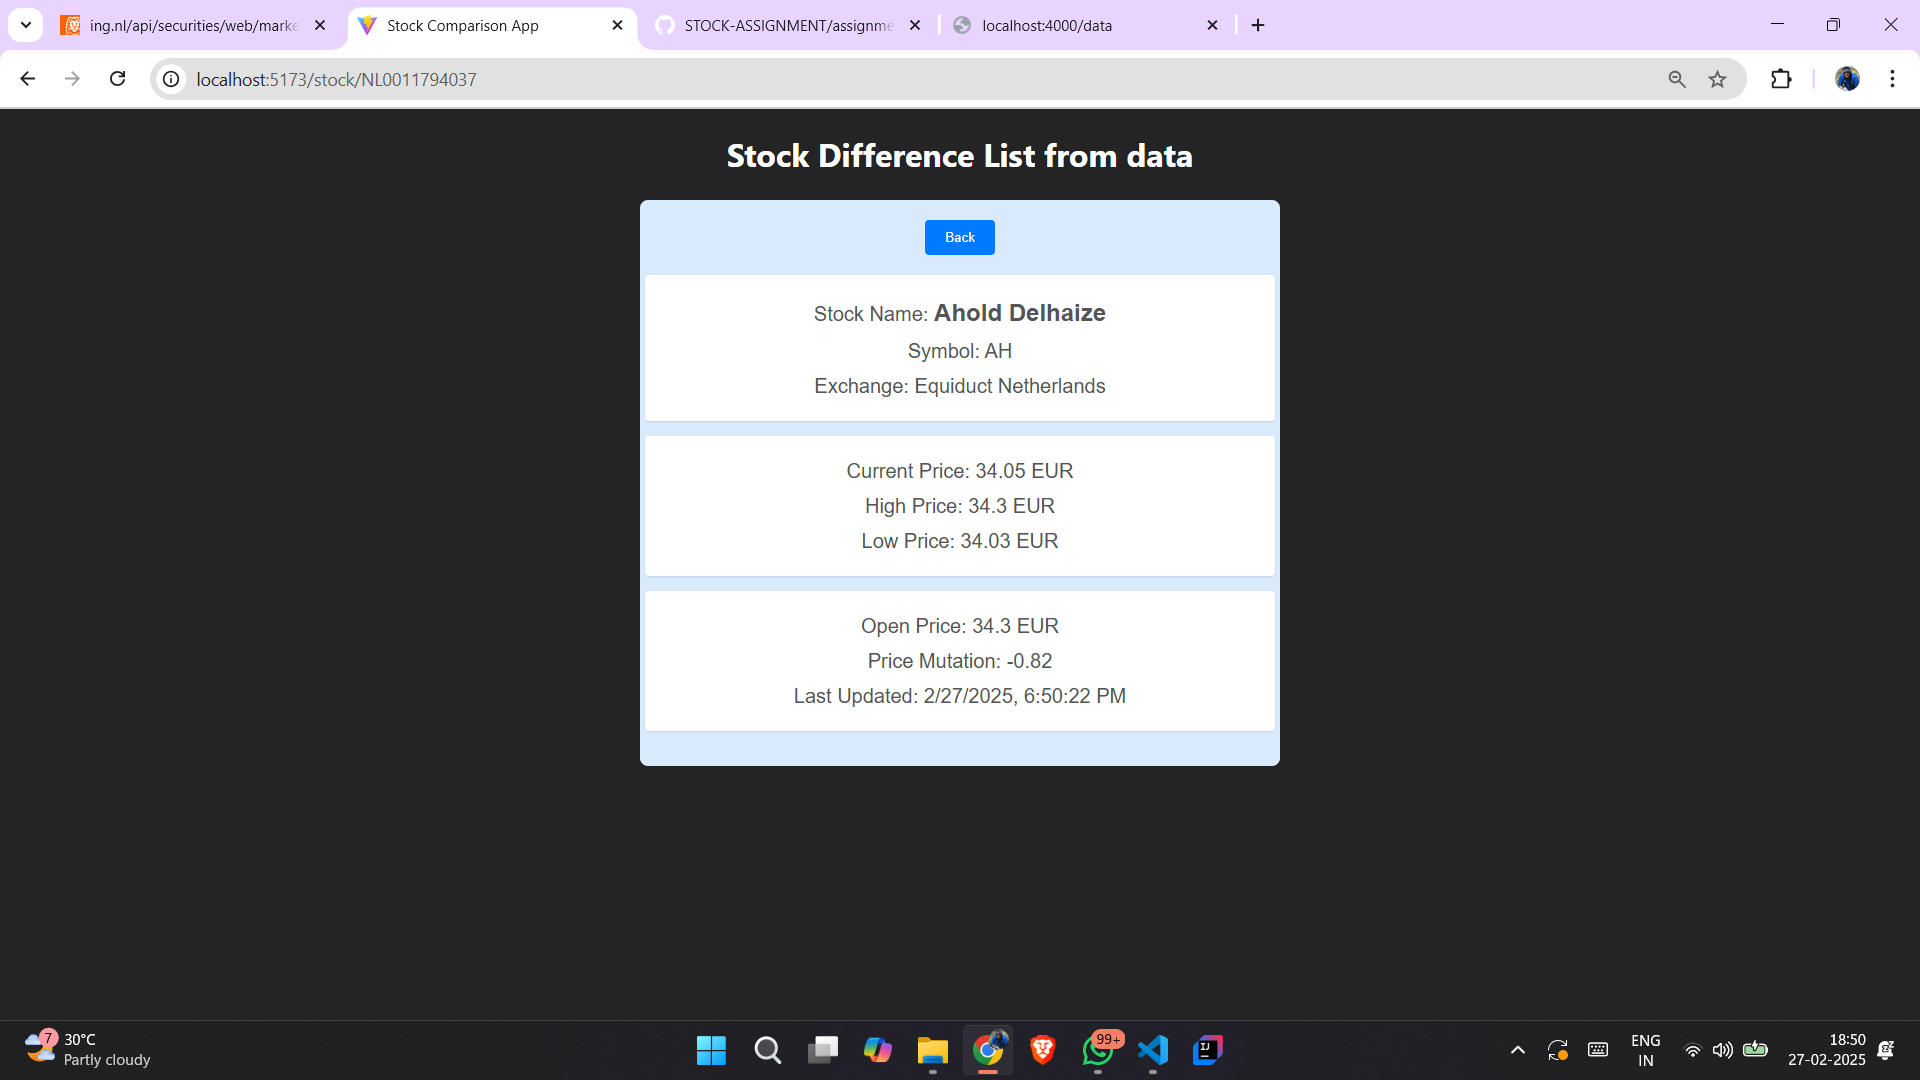 ing.nl/api/securities/web/marke
Stock Comparison App
STOCK-ASSIGNMENT/assignme
localhost:4000/data
localhost:5173/stock/NL0011794037
Stock Difference List from data
Back
Stock Name: Ahold Delhaize
Symbol: AH
Exchange: Equiduct Netherlands
Current Price: 34.05 EUR
High Price: 34.3 EUR
Low Price: 34.03 EUR
Open Price: 34.3 EUR
Price Mutation: -0.82
Last Updated: 2/27/2025, 6:50:22 PM
7
30°C
Partly cloudy
99+
IJ
ENG
IN
18:50
27-02-2025